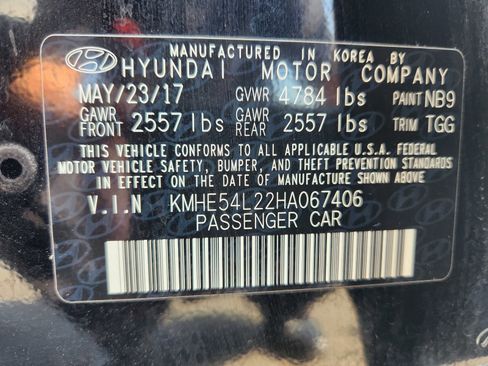 MANUFACTURED IN KOREA BY
HYUNDAI MOTOR COMPANY
MAY/23/17 GVWR 4784 lbs PAINT NB9
GAWR FRONT 2557 lbs GAWR REAR 2557 lbs TRIM TGG
THIS VEHICLE CONFORMS TO ALL APPLICABLE U.S.A. FEDERAL
MOTOR VEHICLE SAFETY, BUMPER, AND THEFT PREVENTION STANDARDS
IN EFFECT ON THE DATE OF MANUFACTURE SHOWN ABOVE.
V.I.N KMHE54L22HA067406
PASSENGER CAR